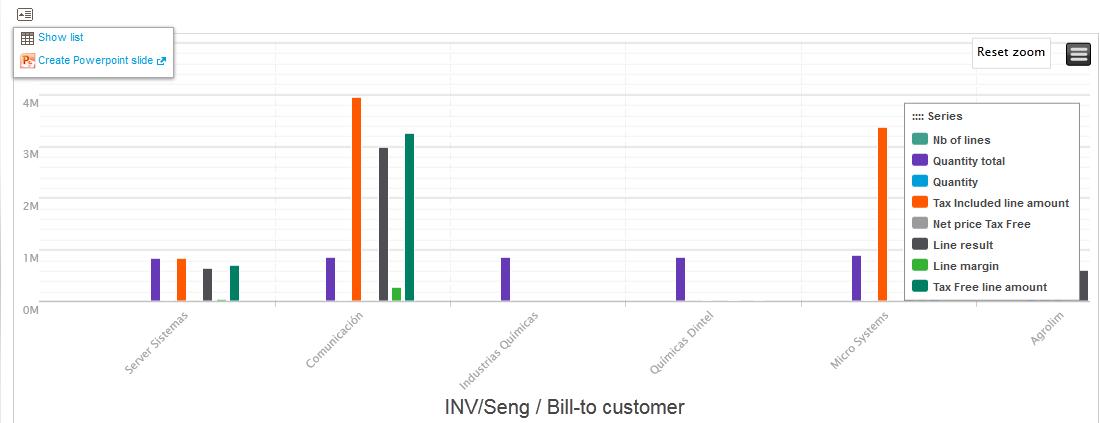 Show list
Create Powerpoint slide
Reset zoom
4M
3M
2M
1M
0M
:::: Series
Nb of lines
Quantity total
Quantity
Tax Included line amount
Net price Tax Free
Line result
Line margin
Tax Free line amount
Server Sistemas
Comunicación
Industrias Químicas
Químicas Dintel
Micro Systems
Agrolim
INV/Seng / Bill-to customer